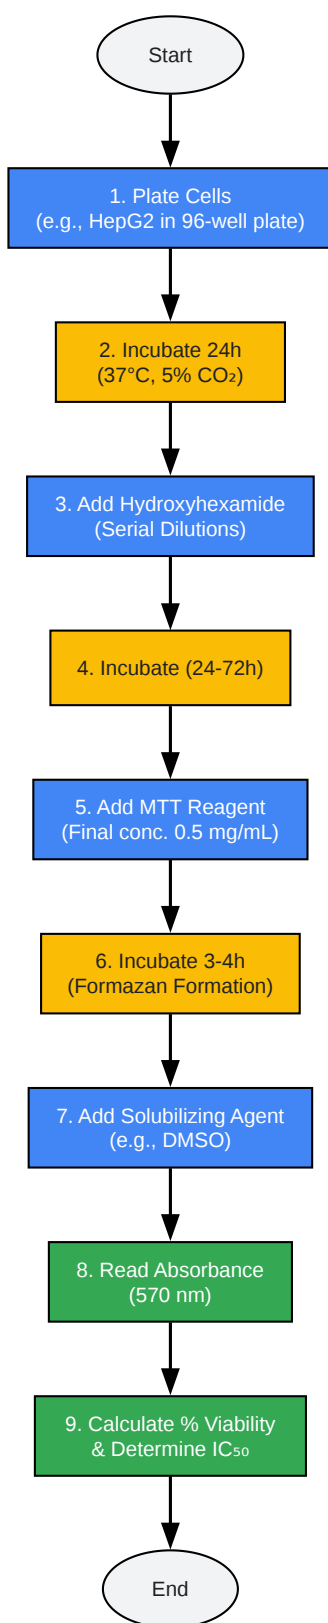 Start
1. Plate Cells
(e.g., HepG2 in 96-well plate)
2. Incubate 24h
(37°C, 5% CO₂)
3. Add Hydroxyhexamide
(Serial Dilutions)
4. Incubate (24-72h)
5. Add MTT Reagent
(Final conc. 0.5 mg/mL)
6. Incubate 3-4h
(Formazan Formation)
7. Add Solubilizing Agent
(e.g., DMSO)
8. Read Absorbance
(570 nm)
9. Calculate % Viability
& Determine IC₅₀
End